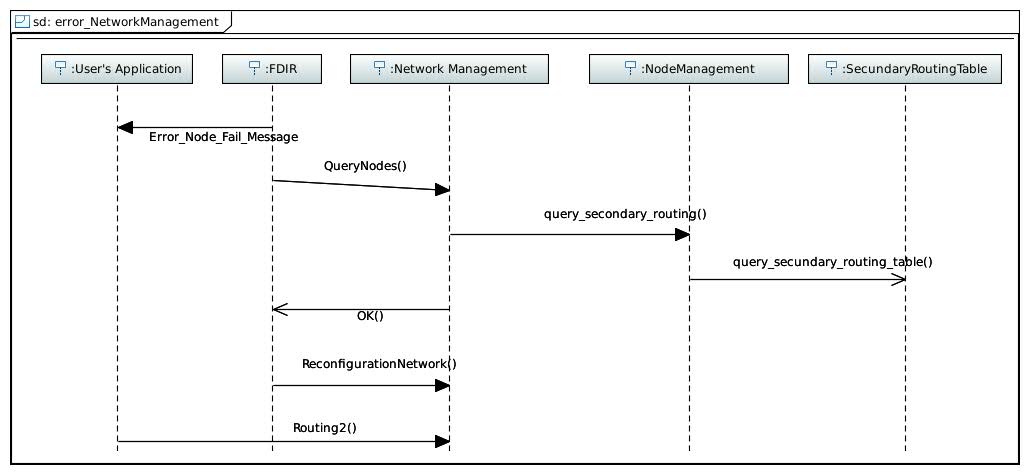 sd: error_NetworkManagement
:User's Application
:FDIR
:Network Management
:NodeManagement
:SecundaryRoutingTable
Error_Node_Fail_Message
QueryNodes()
query_secondary_routing()
query_secundary_routing_table()
OK()
ReconfigurationNetwork()
Routing2()